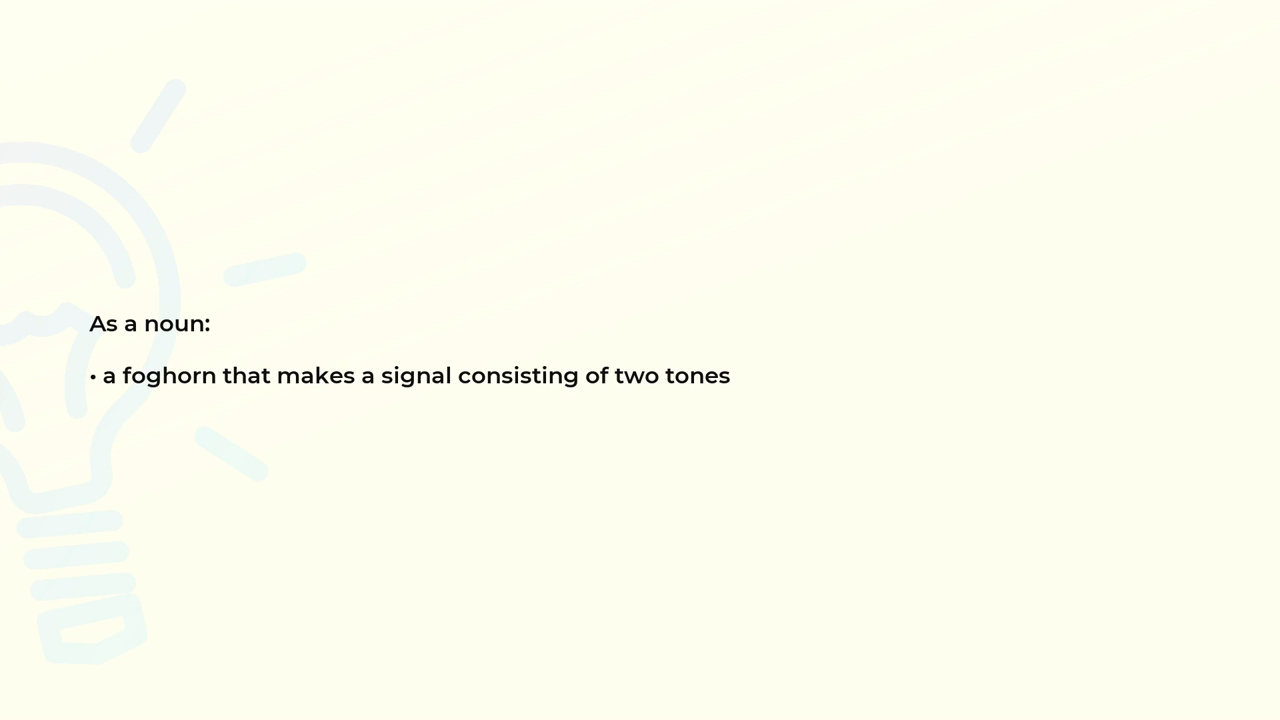 As a noun:
• a foghorn that makes a signal consisting of two tones